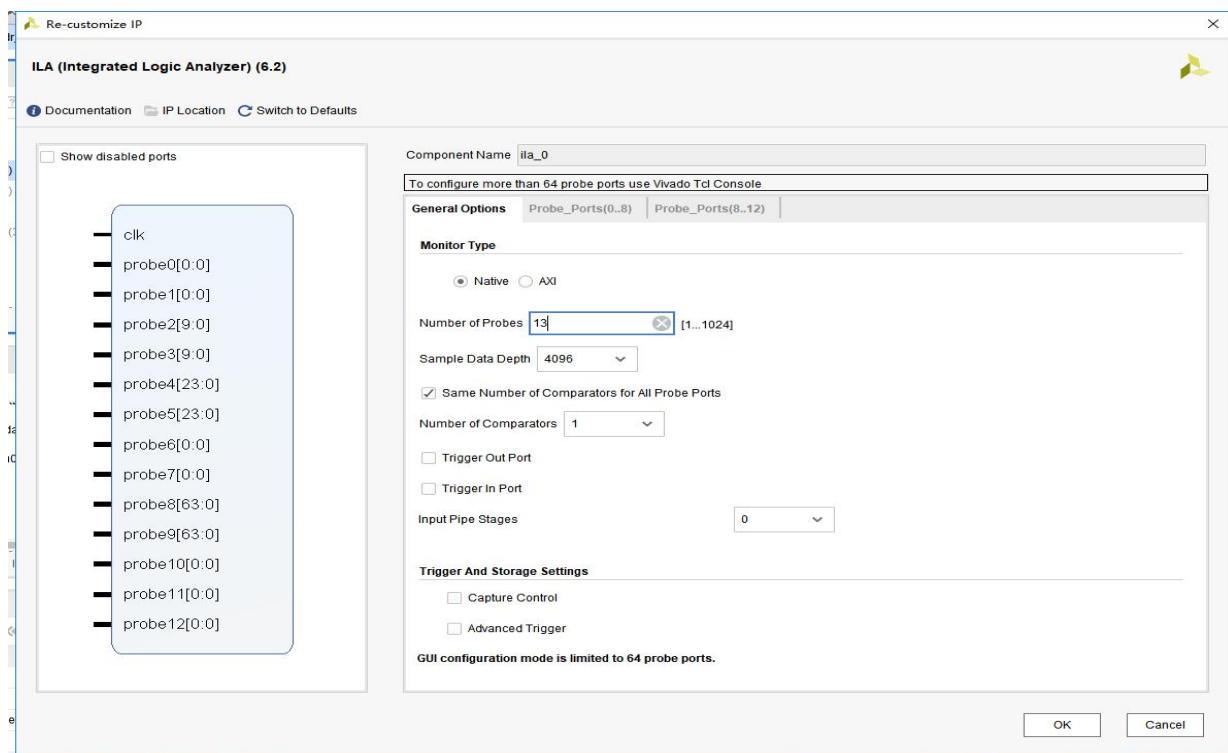 Re-customize IP
ILA (Integrated Logic Analyzer) (6.2)
Documentation IP Location Switch to Defaults
Show disabled ports
clk
probe0[0:0]
probe1[0:0]
probe2[9:0]
probe3[9:0]
probe4[23:0]
probe5[23:0]
probe6[0:0]
probe7[0:0]
probe8[63:0]
probe9[63:0]
probe10[0:0]
probe11[0:0]
probe12[0:0]
Component Name ila_0
To configure more than 64 probe ports use Vivado Tcl Console
General Options Probe_Ports(0..8) Probe_Ports(8..12)
Monitor Type
Native AXI
Number of Probes 13 [1...1024]
Sample Data Depth 4096
Same Number of Comparators for All Probe Ports
Number of Comparators 1
Trigger Out Port
Trigger In Port
Input Pipe Stages 0
Trigger And Storage Settings
Capture Control
Advanced Trigger
GUI configuration mode is limited to 64 probe ports.
OK Cancel